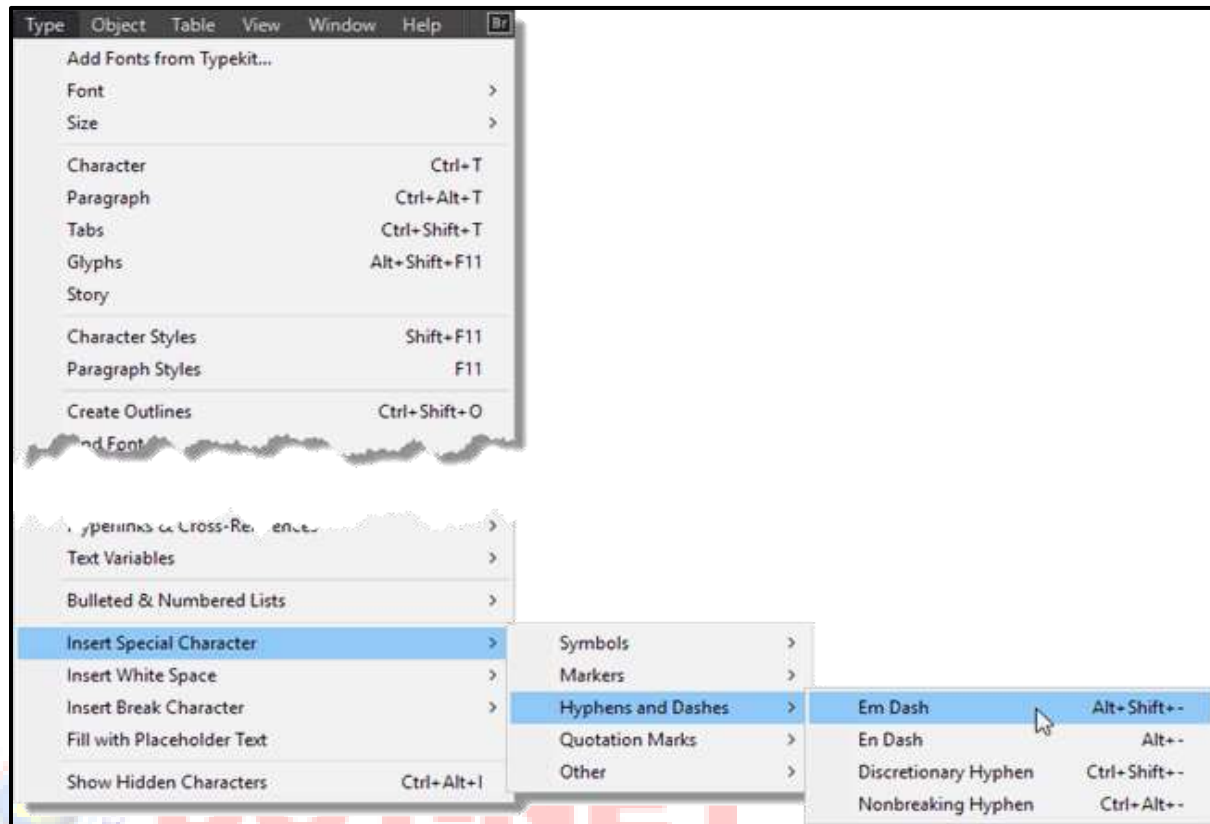 Type Object Table View Window Help Br
Add Fonts from Typekit...
Font >
Size >
Character Ctrl+T
Paragraph Ctrl+Alt+T
Tabs Ctrl+Shift+T
Glyphs Alt+Shift+F11
Story
Character Styles Shift+F11
Paragraph Styles F11
Create Outlines Ctrl+Shift+O
Font
Hyperlinks & Cross-References >
Text Variables >
Bulleted & Numbered Lists >
Insert Special Character > Symbols >
Insert White Space > Markers >
Insert Break Character > Hyphens and Dashes > Em Dash Alt+Shift+-
Fill with Placeholder Text Quotation Marks > En Dash Alt+-
Show Hidden Characters Ctrl+Alt+I Other > Discretionary Hyphen Ctrl+Shift+-
Nonbreaking Hyphen Ctrl+Alt+-